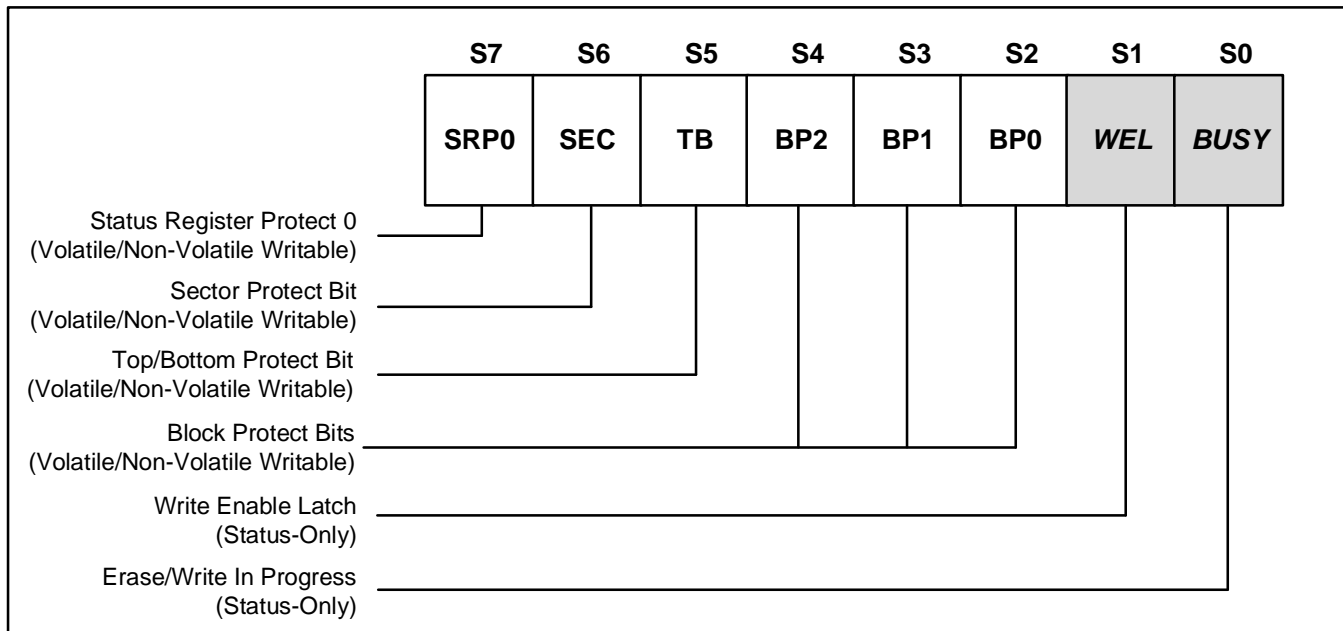 S7 S6 S5 S4 S3 S2 S1 S0
SRP0 SEC TB BP2 BP1 BP0 WEL BUSY
Status Register Protect 0
(Volatile/Non-Volatile Writable)
Sector Protect Bit
(Volatile/Non-Volatile Writable)
Top/Bottom Protect Bit
(Volatile/Non-Volatile Writable)
Block Protect Bits
(Volatile/Non-Volatile Writable)
Write Enable Latch
(Status-Only)
Erase/Write In Progress
(Status-Only)